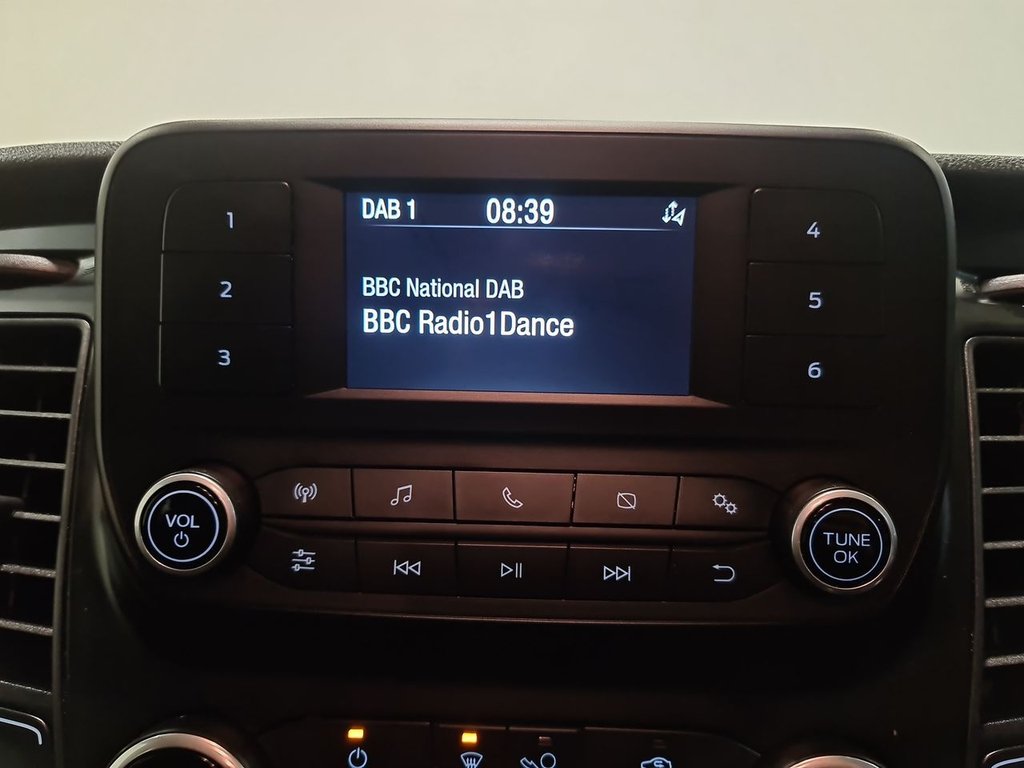 DAB 1 08:39
BBC National DAB
BBC Radio1Dance
1
2
3
4
5
6
VOL
TUNE
OK